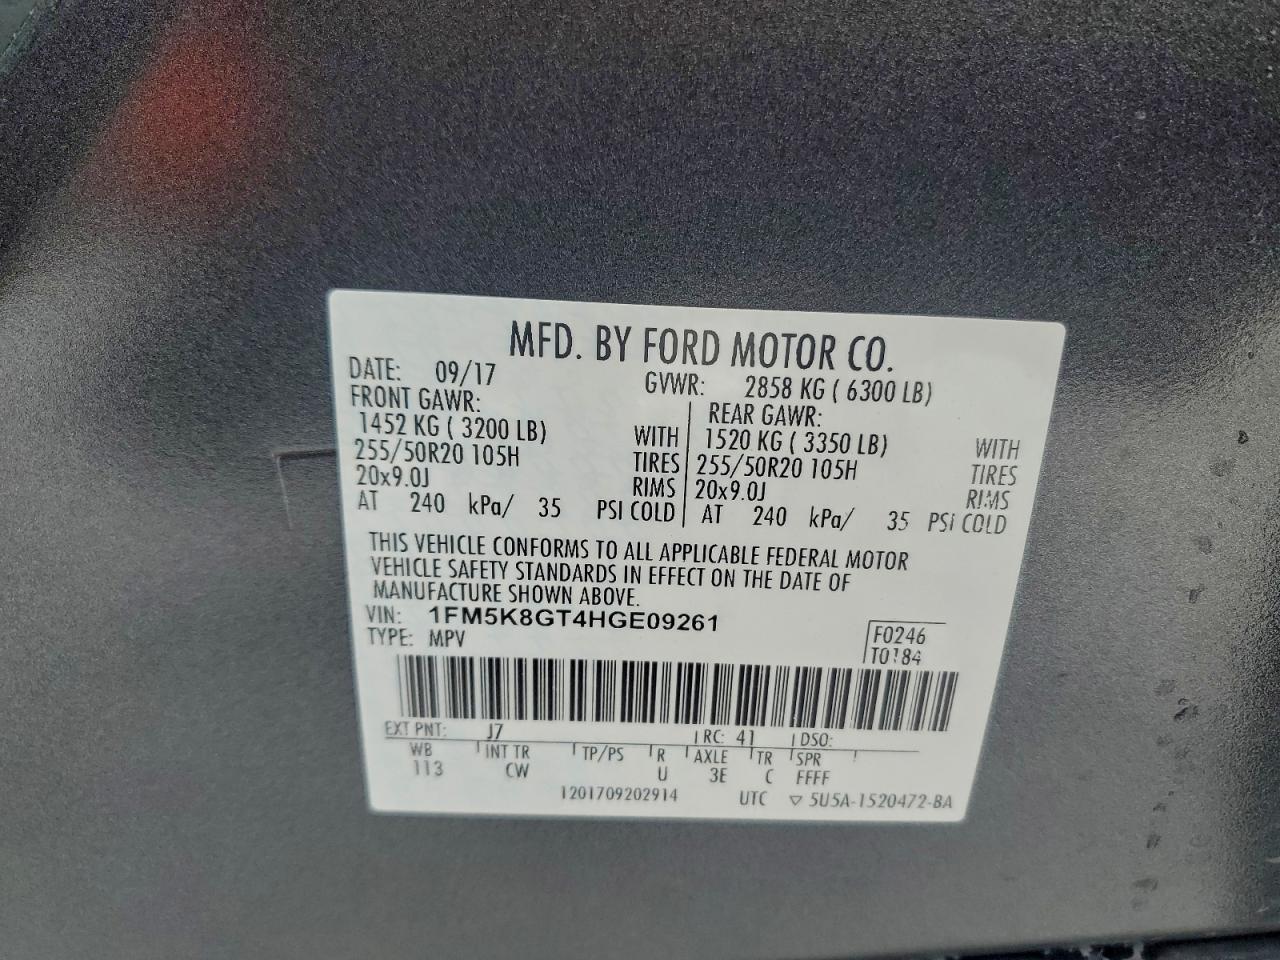 MFD. BY FORD MOTOR CO.
DATE: 09/17 GVWR: 2858 KG ( 6300 LB)
FRONT GAWR: REAR GAWR:
1452 KG ( 3200 LB) WITH 1520 KG ( 3350 LB) WITH
255/50R20 105H TIRES 255/50R20 105H TIRES
20x9.0J RIMS 20x9.0J RIMS
AT 240 kPa/ 35 PSI COLD AT 240 kPa/ 35 PSI COLD
THIS VEHICLE CONFORMS TO ALL APPLICABLE FEDERAL MOTOR
VEHICLE SAFETY STANDARDS IN EFFECT ON THE DATE OF
MANUFACTURE SHOWN ABOVE.
VIN: 1FM5K8GT4HGE09261
TYPE: MPV
F0246
T0184
EXT PNT: J7 RC: 41 DSO:
WB INT TR TP/PS R AXLE TR SPR
113 CW U 3E C FFFF
1201709202914 UTC ▽ 5U5A-1520472-BA